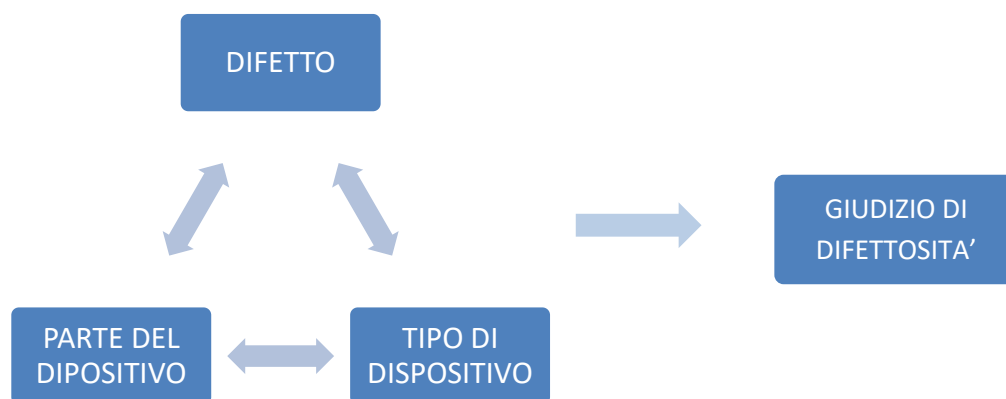 DIFETTO
GIUDIZIO DI
DIFETTOSITA’
PARTE DEL
DIPOSITIVO
TIPO DI
DISPOSITIVO